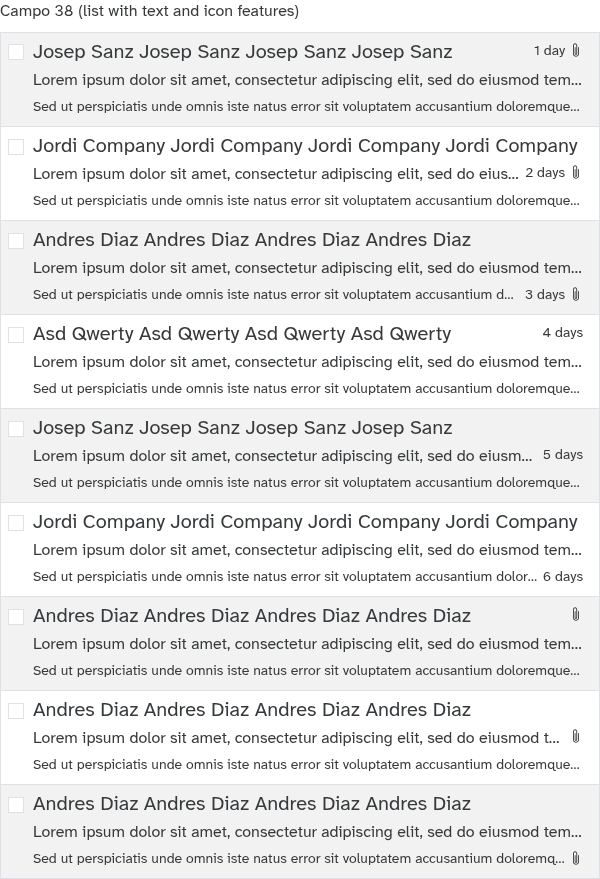 Campo 38 (list with text and icon features)
Josep Sanz Josep Sanz Josep Sanz Josep Sanz 1 day
Lorem ipsum dolor sit amet, consectetur adipiscing elit, sed do eiusmod tem...
Sed ut perspiciatis unde omnis iste natus error sit voluptatem accusantium doloremque...
Jordi Company Jordi Company Jordi Company Jordi Company
Lorem ipsum dolor sit amet, consectetur adipiscing elit, sed do eius... 2 days
Sed ut perspiciatis unde omnis iste natus error sit voluptatem accusantium doloremque...
Andres Diaz Andres Diaz Andres Diaz Andres Diaz
Lorem ipsum dolor sit amet, consectetur adipiscing elit, sed do eiusmod tem...
Sed ut perspiciatis unde omnis iste natus error sit voluptatem accusantium d... 3 days
Asd Qwerty Asd Qwerty Asd Qwerty Asd Qwerty 4 days
Lorem ipsum dolor sit amet, consectetur adipiscing elit, sed do eiusmod tem...
Sed ut perspiciatis unde omnis iste natus error sit voluptatem accusantium doloremque...
Josep Sanz Josep Sanz Josep Sanz Josep Sanz
Lorem ipsum dolor sit amet, consectetur adipiscing elit, sed do eiusm... 5 days
Sed ut perspiciatis unde omnis iste natus error sit voluptatem accusantium doloremque...
Jordi Company Jordi Company Jordi Company Jordi Company
Lorem ipsum dolor sit amet, consectetur adipiscing elit, sed do eiusmod tem...
Sed ut perspiciatis unde omnis iste natus error sit voluptatem accusantium dolor... 6 days
Andres Diaz Andres Diaz Andres Diaz Andres Diaz
Lorem ipsum dolor sit amet, consectetur adipiscing elit, sed do eiusmod tem...
Sed ut perspiciatis unde omnis iste natus error sit voluptatem accusantium doloremque...
Andres Diaz Andres Diaz Andres Diaz Andres Diaz
Lorem ipsum dolor sit amet, consectetur adipiscing elit, sed do eiusmod t...
Sed ut perspiciatis unde omnis iste natus error sit voluptatem accusantium doloremque...
Andres Diaz Andres Diaz Andres Diaz Andres Diaz
Lorem ipsum dolor sit amet, consectetur adipiscing elit, sed do eiusmod tem...
Sed ut perspiciatis unde omnis iste natus error sit voluptatem accusantium doloremq...